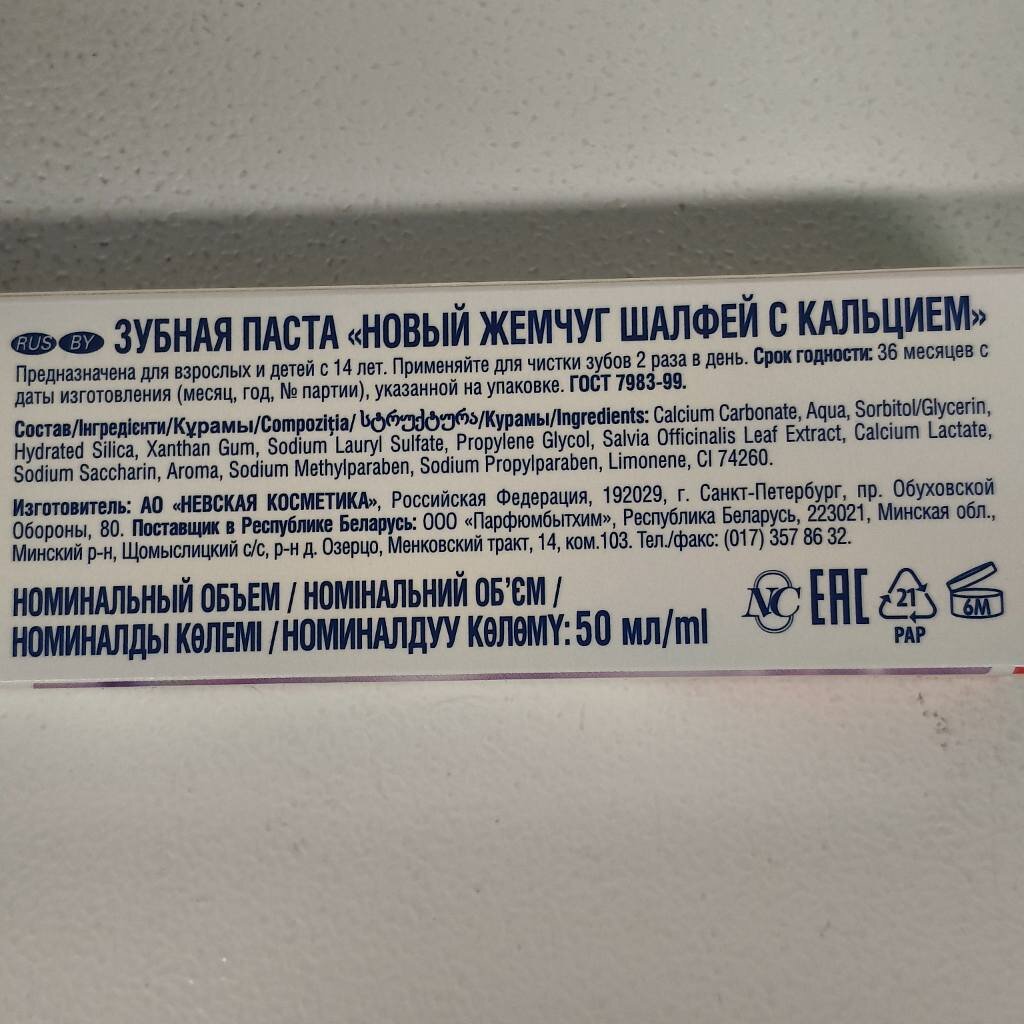 RUS BY ЗУБНАЯ ПАСТА «НОВЫЙ ЖЕМЧУГ ШАЛФЕЙ С КАЛЬЦИЕМ»
Предназначена для взрослых и детей с 14 лет. Применяйте для чистки зубов 2 раза в день. Срок годности: 36 месяцев с
даты изготовления (месяц, год, № партии), указанной на упаковке. ГОСТ 7983-99.
Состав/Інгредієнти/Құрамы/Compoziția/ სტრუქტურა/Курамы/Ingredients: Calcium Carbonate, Aqua, Sorbitol/Glycerin,
Hydrated Silica, Xanthan Gum, Sodium Lauryl Sulfate, Propylene Glycol, Salvia Officinalis Leaf Extract, Calcium Lactate,
Sodium Saccharin, Aroma, Sodium Methylparaben, Sodium Propylparaben, Limonene, CI 74260.
Изготовитель: АО «НЕВСКАЯ КОСМЕТИКА», Российская Федерация, 192029, г. Санкт-Петербург, пр. Обуховской
Обороны, 80. Поставщик в Республике Беларусь: ООО «Парфюмбытхим», Республика Беларусь, 223021, Минская обл.,
Минский р-н, Щомыслицкий с/с, р-н д. Озерцо, Менковский тракт, 14, ком.103. Тел./факс: (017) 357 86 32.
НОМИНАЛЬНЫЙ ОБЪЕМ / НОМІНАЛЬНИЙ ОБ'ЄМ /
НОМИНАЛДЫ КӨЛЕМІ / НОМИНАЛДУУ КӨЛӨМҮ: 50 мл/ml
НС EAC 21 6M
PAP